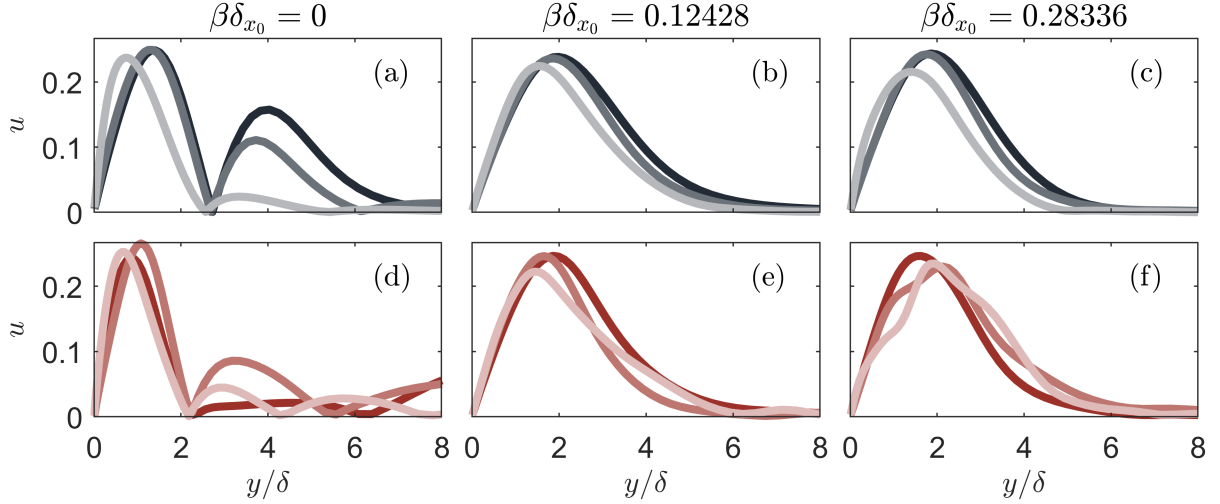 βδ_{x_0} = 0 βδ_{x_0} = 0.12428 βδ_{x_0} = 0.28336
0.2 (a) (b) (c)
u
0.1
0
0.2 (d) (e) (f)
u
0.1
0
0 2 4 6 8 0 2 4 6 8 0 2 4 6 8
y/δ y/δ y/δ